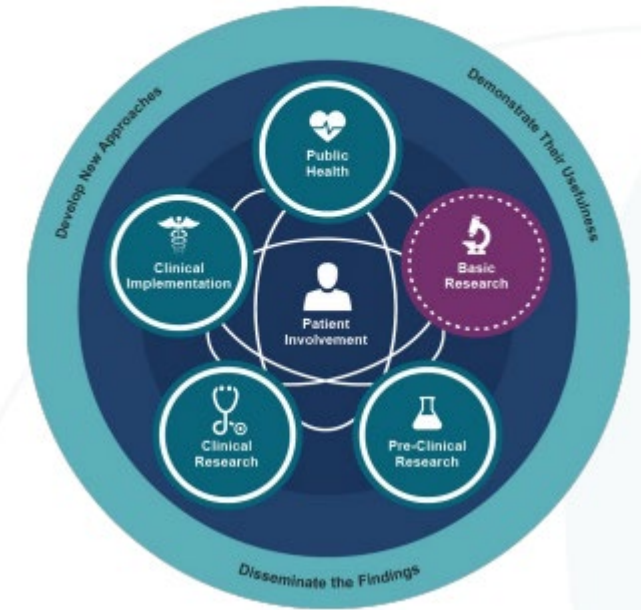 Develop New Approaches
Demonstrate Their Usefulness
Public
Health
Clinical
Implementation
Basic
Research
Patient
Involvement
Clinical
Research
Pre-Clinical
Research
Disseminate the Findings